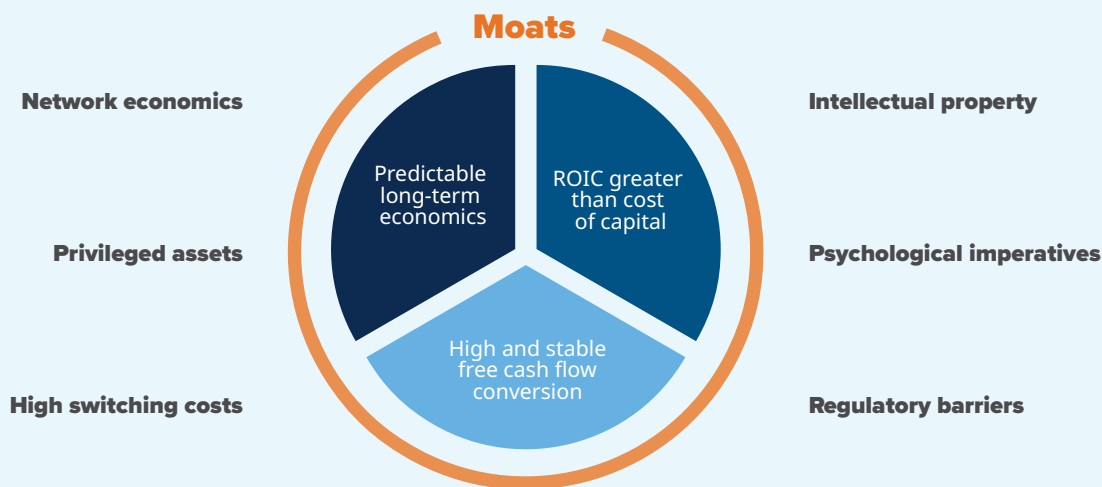 Moats
Network economics
Privileged assets
High switching costs
Predictable
long-term
economics
ROIC greater
than cost
of capital
High and stable
free cash flow
conversion
Intellectual property
Psychological imperatives
Regulatory barriers